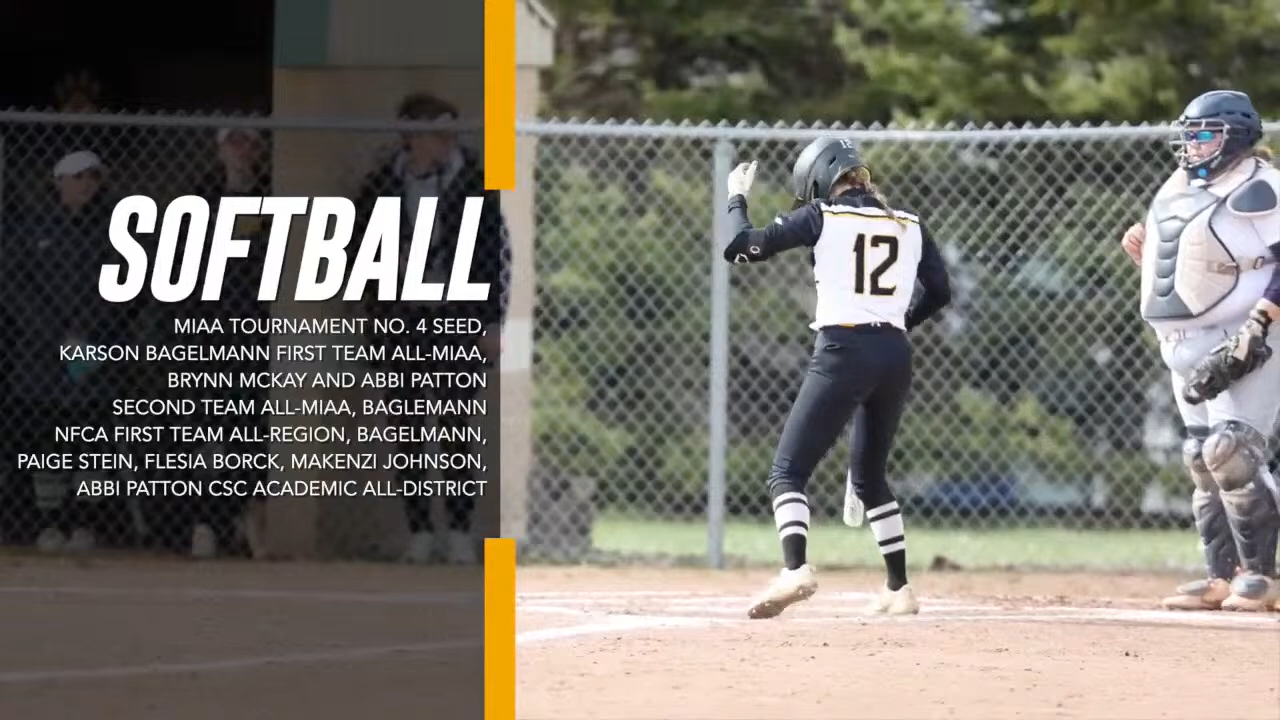 SOFTBALL
MIAA TOURNAMENT NO. 4 SEED,
KARSON BAGELMANN FIRST TEAM ALL-MIAA,
BRYNN MCKAY AND ABBI PATTON
SECOND TEAM ALL-MIAA, BAGLEMANN
NFCA FIRST TEAM ALL-REGION, BAGELMANN,
PAIGE STEIN, FLESIA BORCK, MAKENZI JOHNSON,
ABBI PATTON CSC ACADEMIC ALL-DISTRICT
12
12